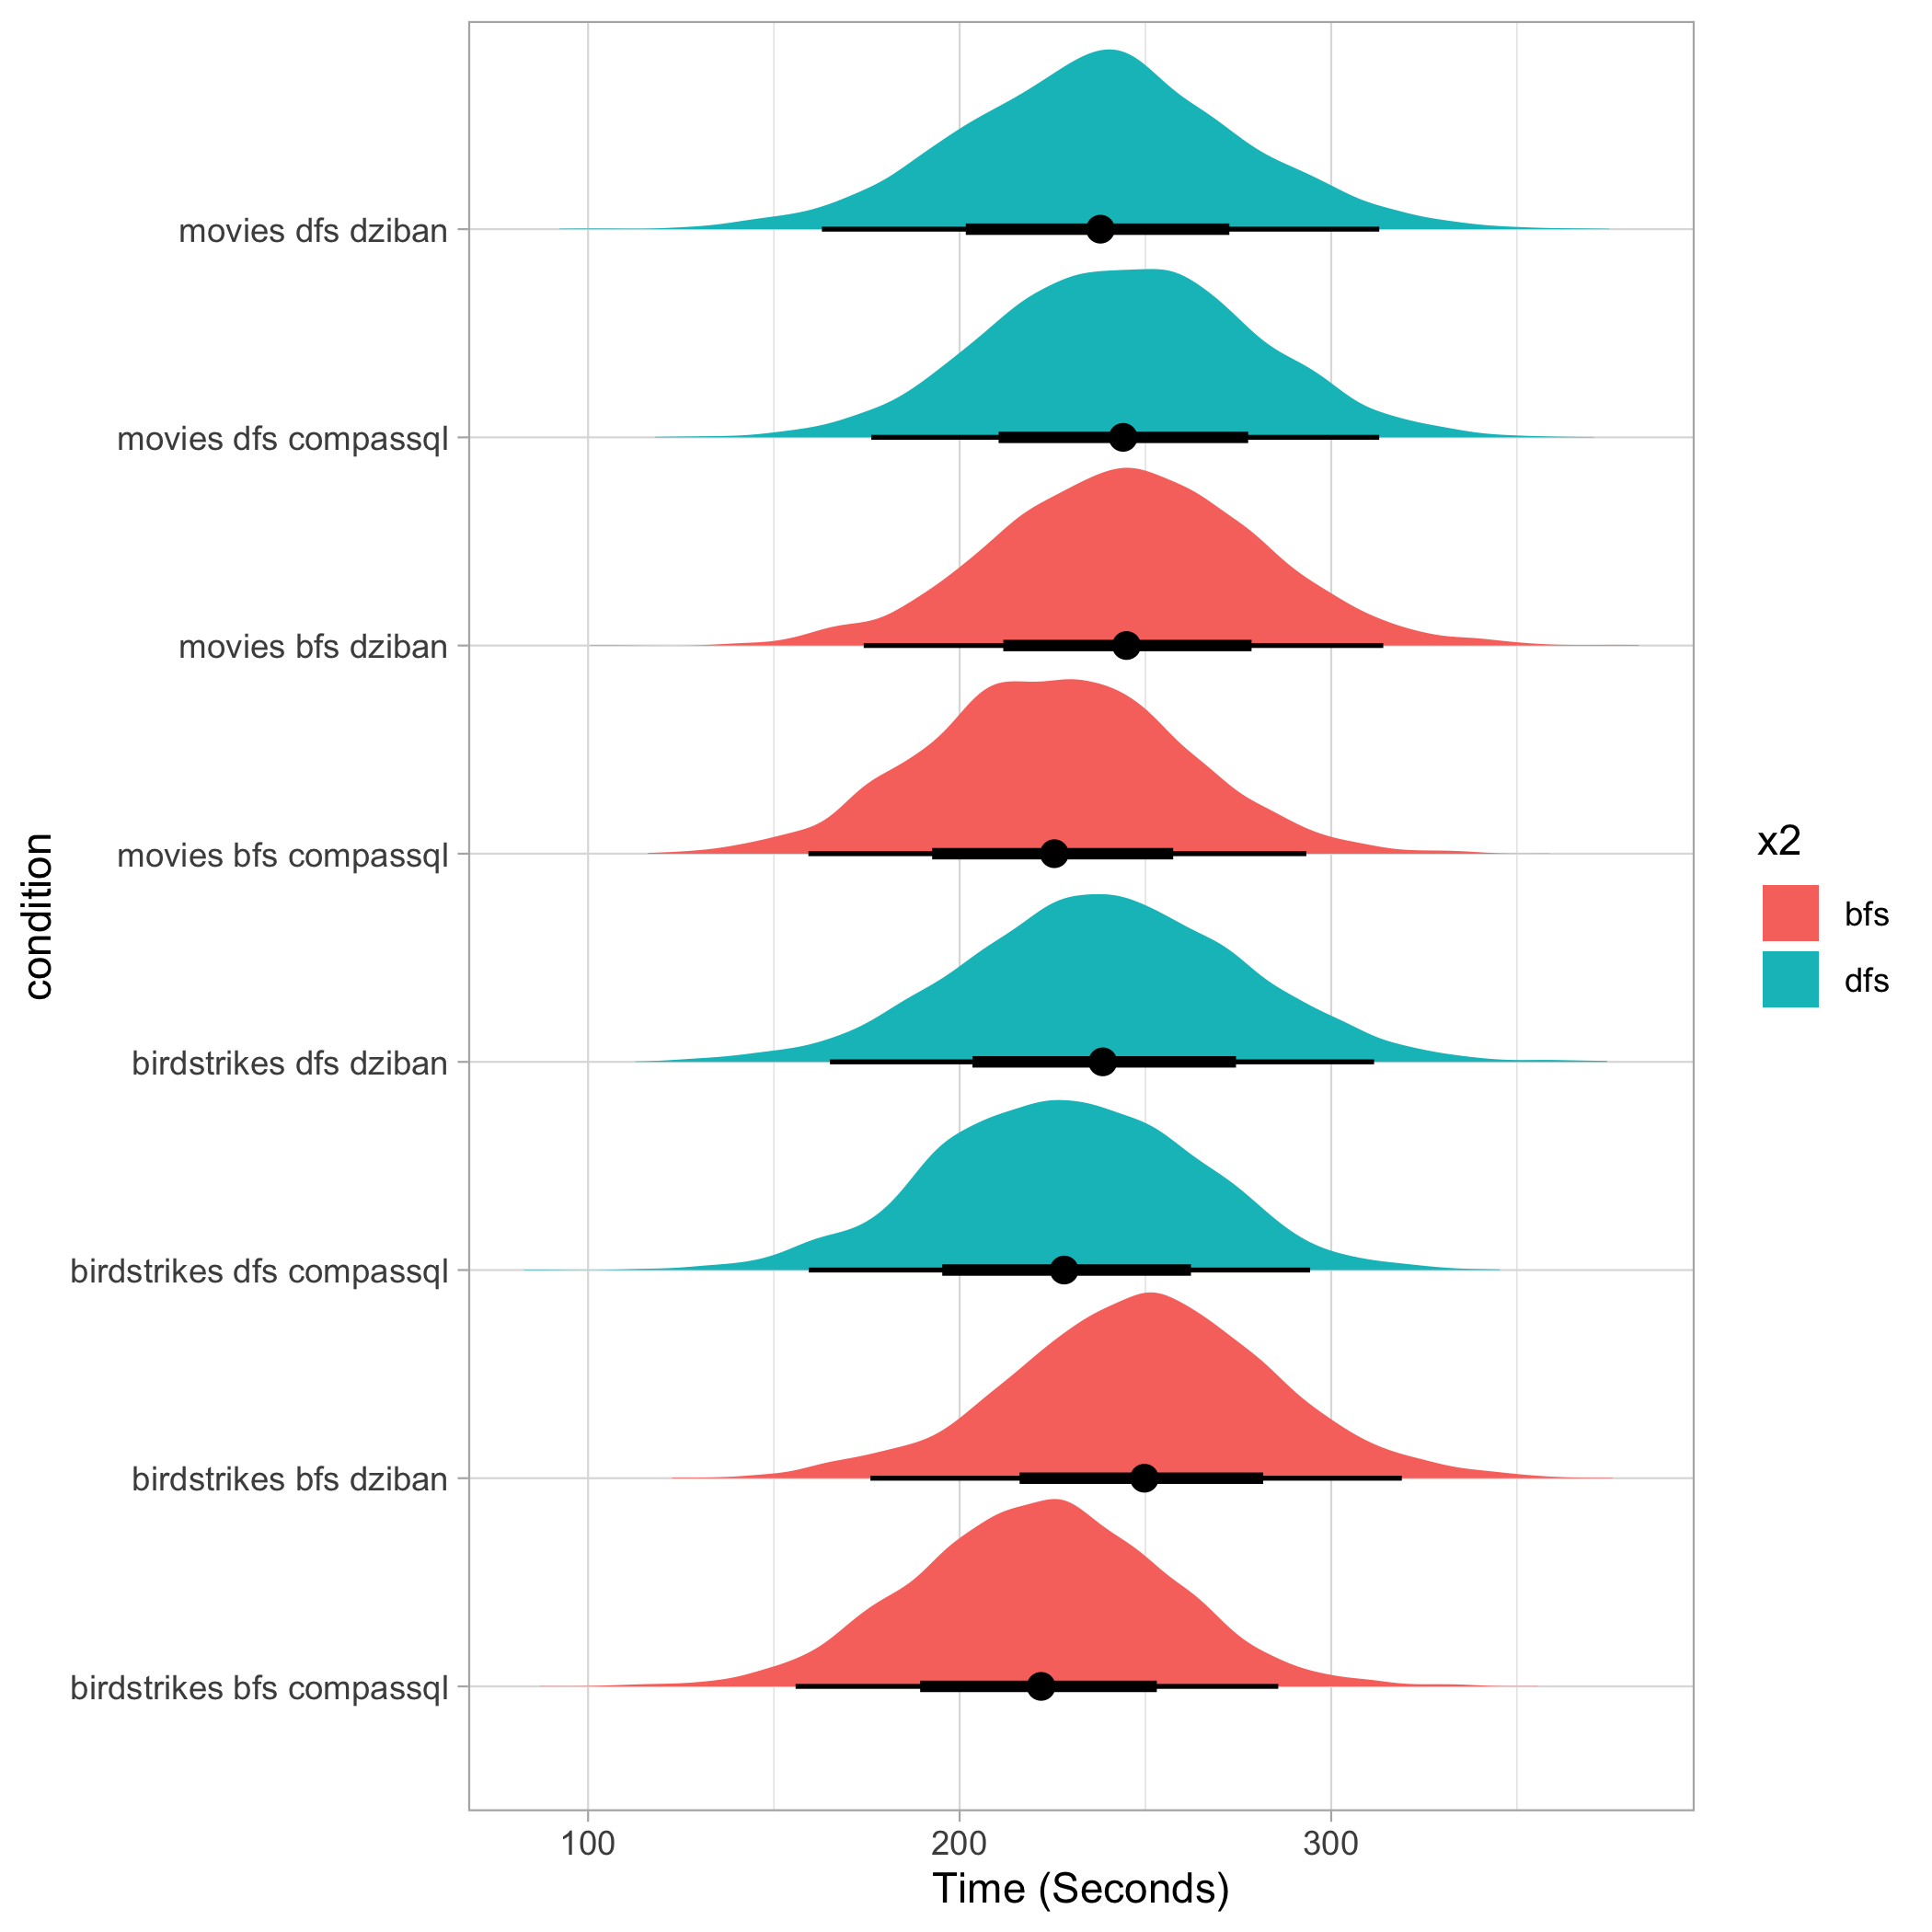 movies dfs dziban
movies dfs compassql
movies bfs dziban
movies bfs compassql
birdstrikes dfs dziban
birdstrikes dfs compassql
birdstrikes bfs dziban
birdstrikes bfs compassql
condition
100 200 300
Time (Seconds)
x2
bfs
dfs